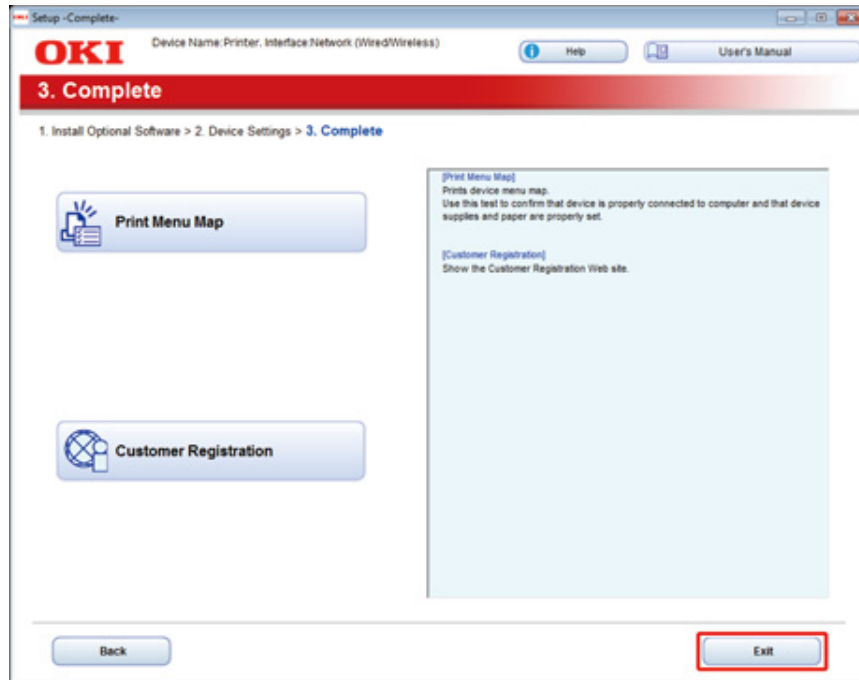 Setup -Complete-
OKI
Device Name:Printer, Interface:Network (Wired/Wireless)
Help
User's Manual
3. Complete
1. Install Optional Software > 2. Device Settings > 3. Complete
Print Menu Map
[Print Menu Map]
Prints device menu map.
Use this test to confirm that device is properly connected to computer and that device
supplies and paper are properly set.
[Customer Registration]
Show the Customer Registration Web site.
Customer Registration
Back
Exit